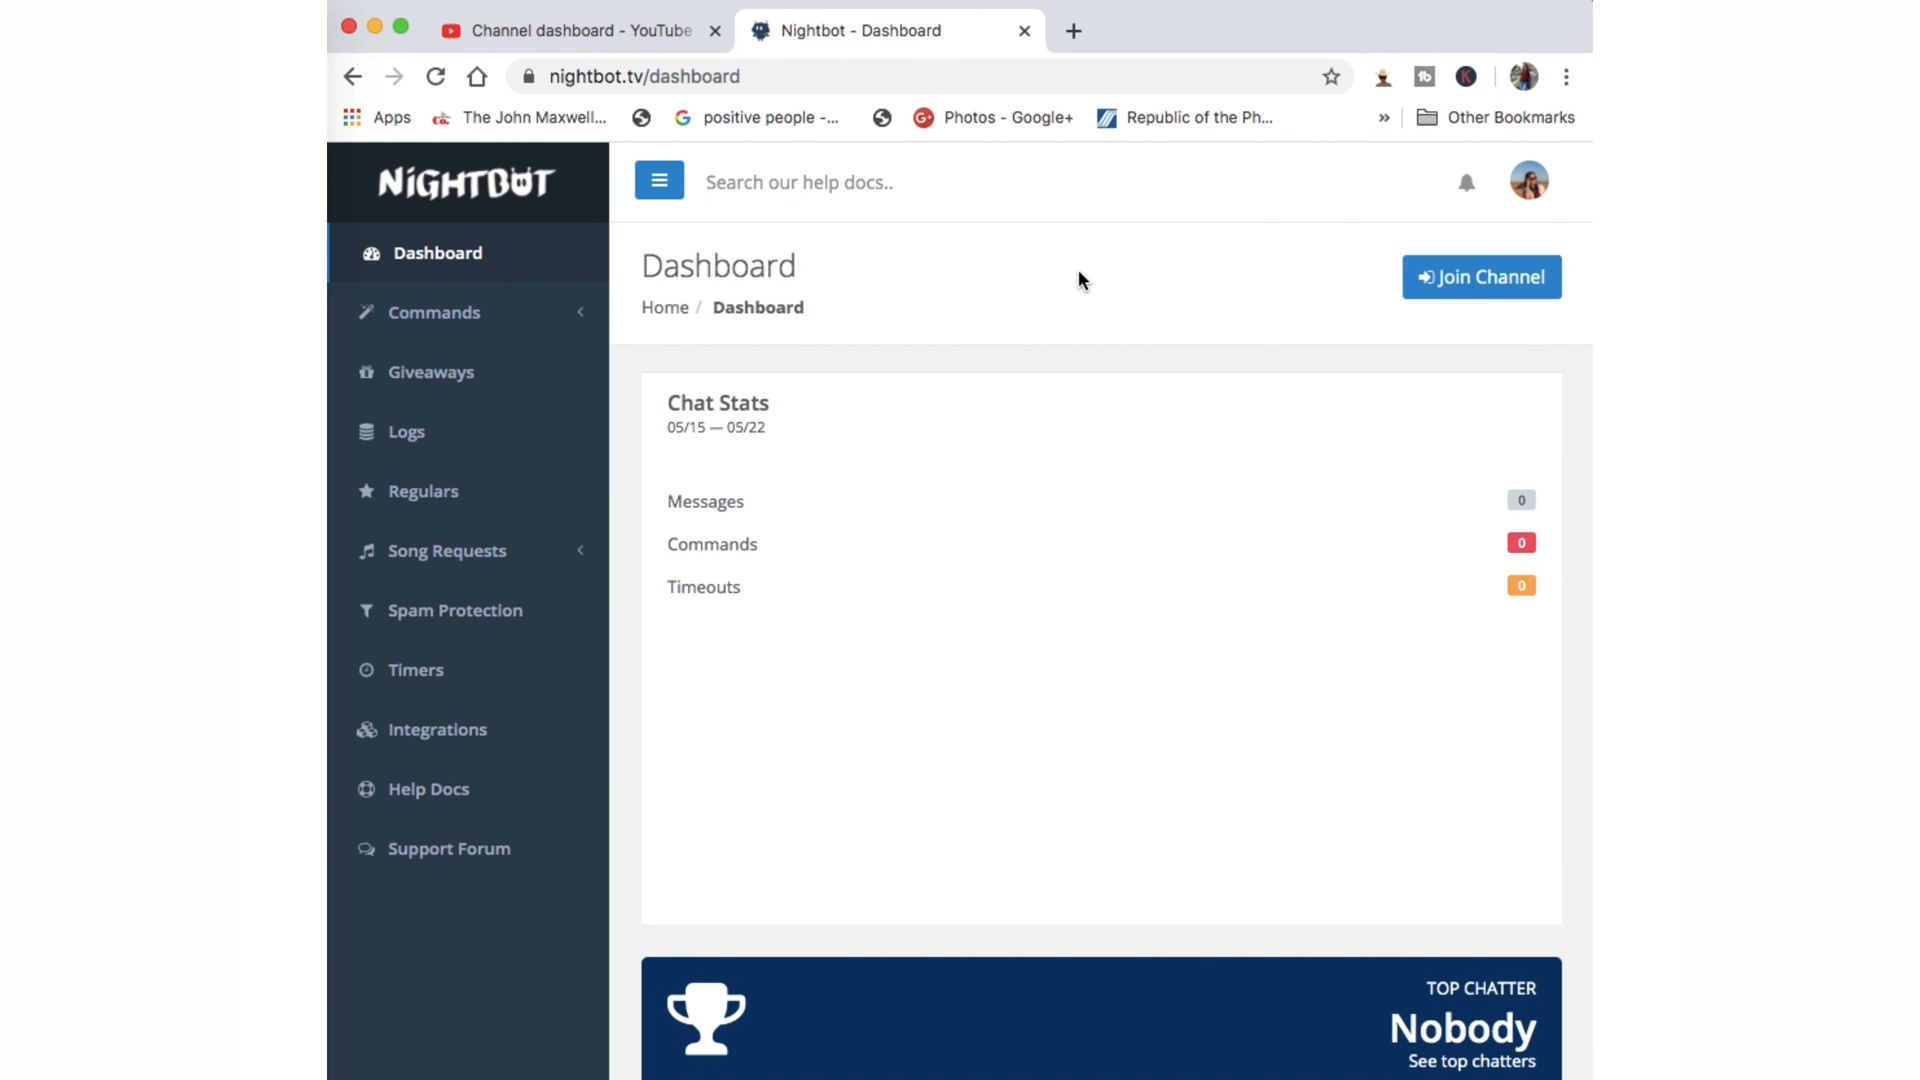 Channel dashboard - YouTube
Nightbot - Dashboard
nightbot.tv/dashboard
Apps
The John Maxwell...
positive people -...
Photos - Google+
Republic of the Ph...
Other Bookmarks
NiGHTBOT
Search our help docs..
Dashboard
Commands
Giveaways
Logs
Regulars
Song Requests
Spam Protection
Timers
Integrations
Help Docs
Support Forum
Dashboard
Home / Dashboard
Join Channel
Chat Stats
05/15 — 05/22
Messages 0
Commands 0
Timeouts 0
TOP CHATTER
Nobody
See top chatters